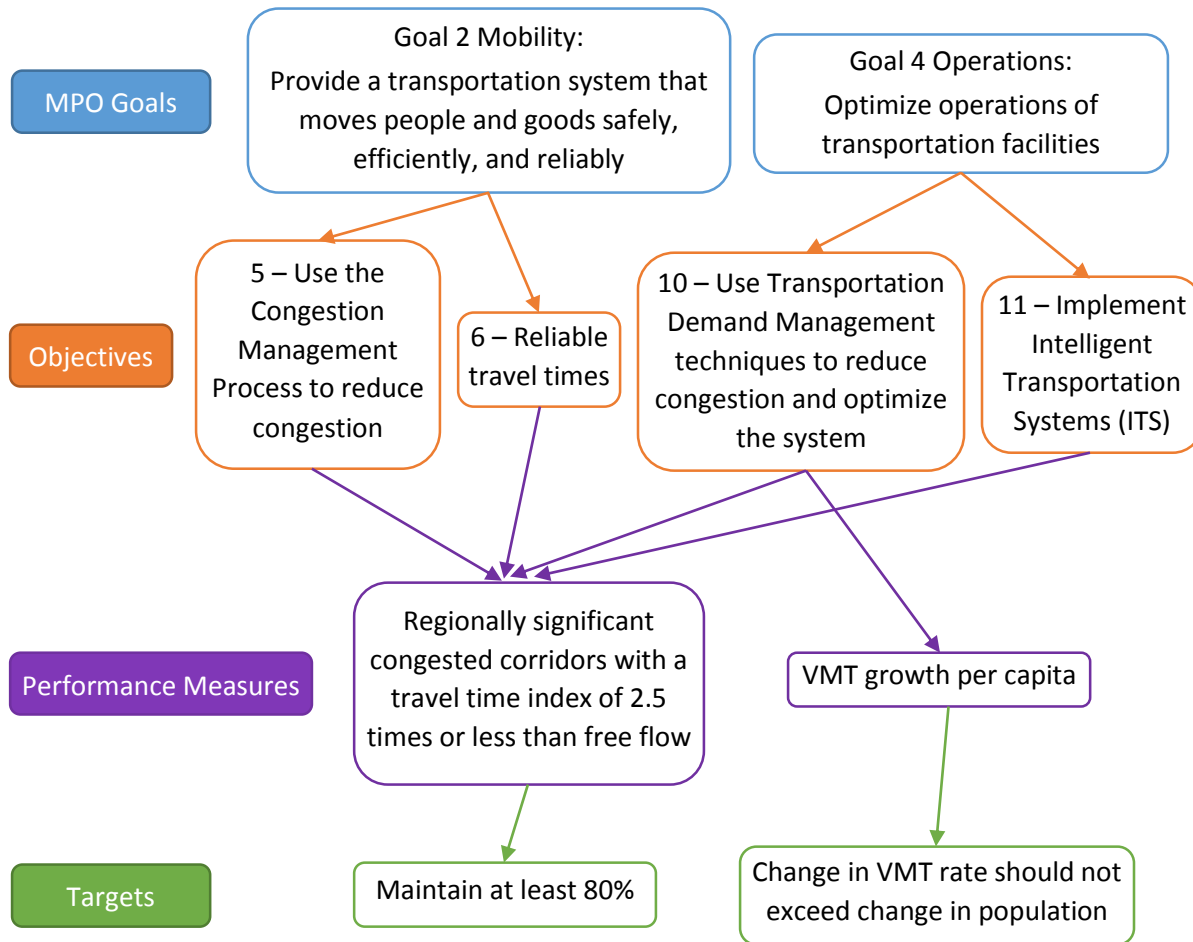 MPO Goals
Goal 2 Mobility:
Provide a transportation system that
moves people and goods safely,
efficiently, and reliably
Goal 4 Operations:
Optimize operations of
transportation facilities
Objectives
5 – Use the
Congestion
Management
Process to reduce
congestion
6 – Reliable
travel times
10 – Use Transportation
Demand Management
techniques to reduce
congestion and optimize
the system
11 – Implement
Intelligent
Transportation
Systems (ITS)
Performance Measures
Regionally significant
congested corridors with a
travel time index of 2.5
times or less than free flow
VMT growth per capita
Targets
Maintain at least 80%
Change in VMT rate should not
exceed change in population